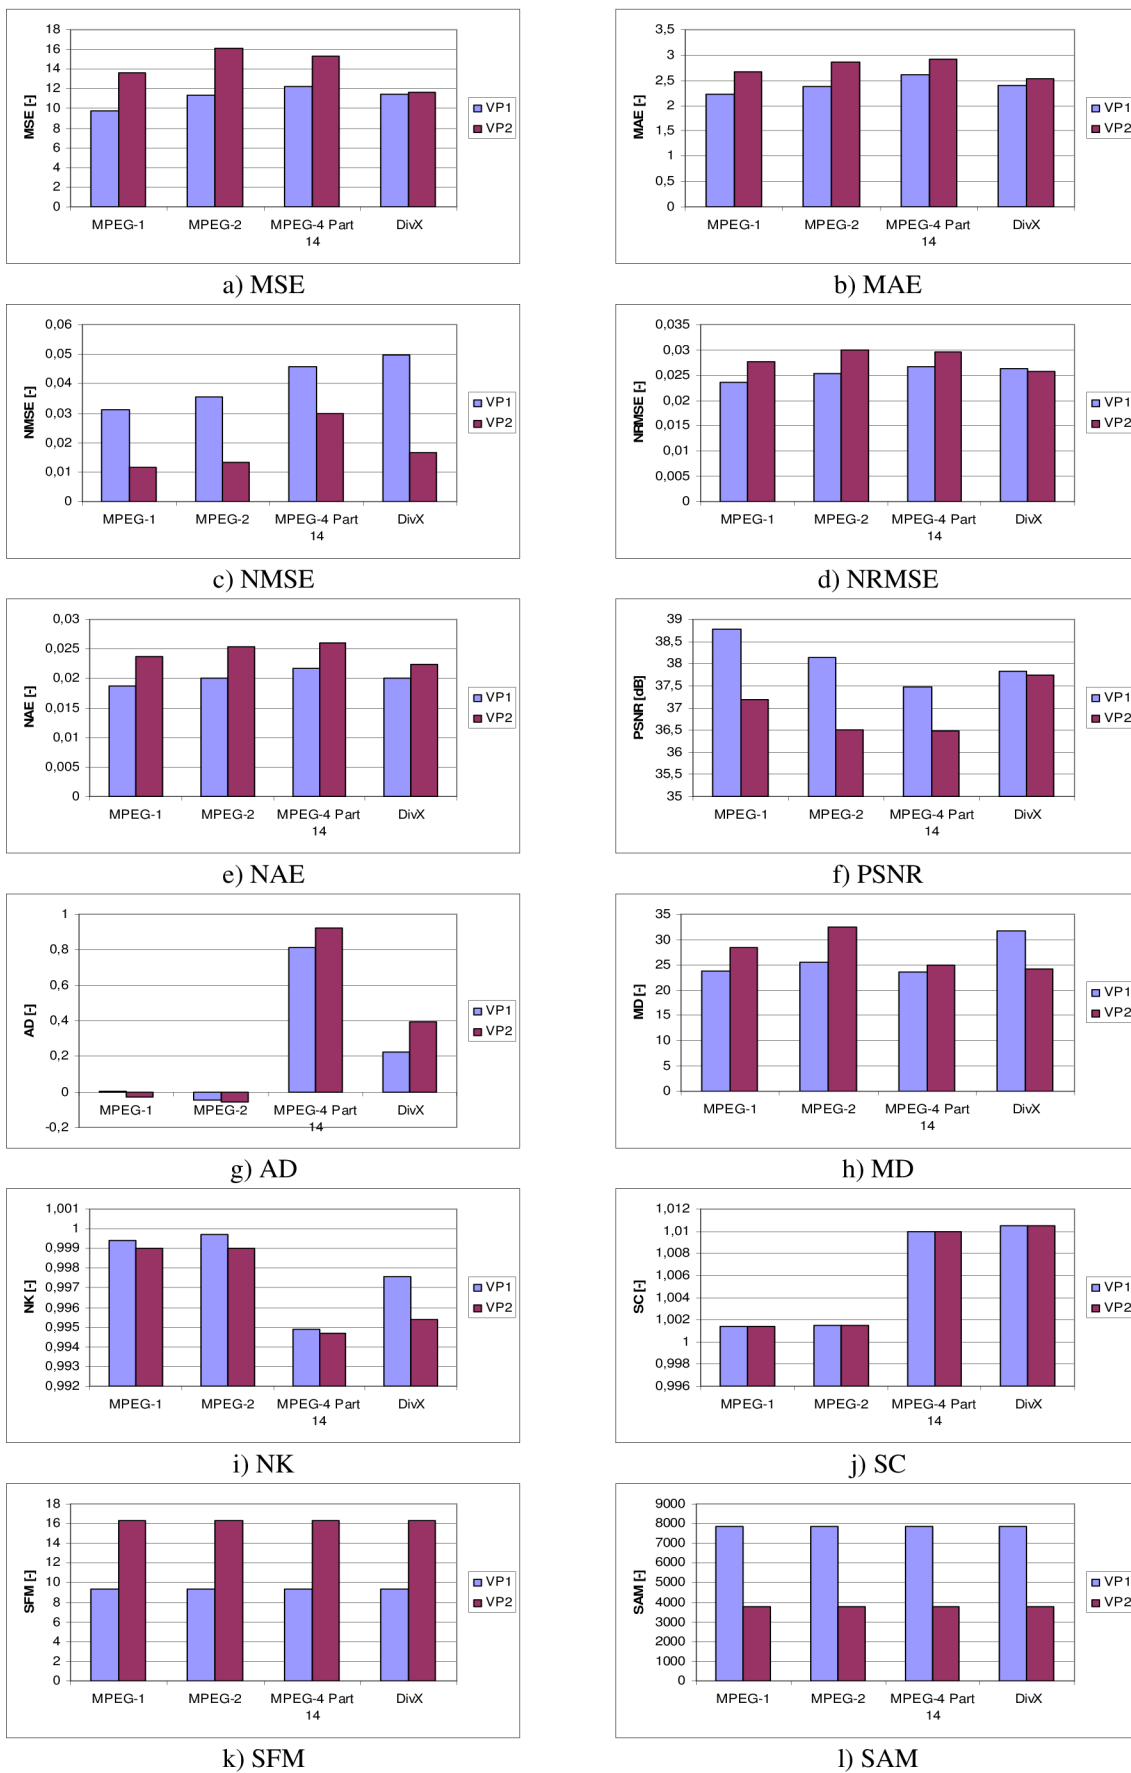 18
16
14
12
10
8
6
4
2
0
MSE [-]
MPEG-1 MPEG-2 MPEG-4 Part 14 DivX
VP1
VP2
a) MSE
3,5
3
2,5
2
1,5
1
0,5
0
MAE [-]
MPEG-1 MPEG-2 MPEG-4 Part 14 DivX
VP1
VP2
b) MAE
0,06
0,05
0,04
0,03
0,02
0,01
0
NMSE [-]
MPEG-1 MPEG-2 MPEG-4 Part 14 DivX
VP1
VP2
c) NMSE
0,035
0,03
0,025
0,02
0,015
0,01
0,005
0
NRMSE [-]
MPEG-1 MPEG-2 MPEG-4 Part 14 DivX
VP1
VP2
d) NRMSE
0,03
0,025
0,02
0,015
0,01
0,005
0
NAE [-]
MPEG-1 MPEG-2 MPEG-4 Part 14 DivX
VP1
VP2
e) NAE
39
38,5
38
37,5
37
36,5
36
35,5
35
PSNR [dB]
MPEG-1 MPEG-2 MPEG-4 Part 14 DivX
VP1
VP2
f) PSNR
1
0,8
0,6
0,4
0,2
0
-0,2
AD [-]
MPEG-1 MPEG-2 MPEG-4 Part 14 DivX
VP1
VP2
g) AD
35
30
25
20
15
10
5
0
MD [-]
MPEG-1 MPEG-2 MPEG-4 Part 14 DivX
VP1
VP2
h) MD
1,001
1
0,999
0,998
0,997
0,996
0,995
0,994
0,993
0,992
NK [-]
MPEG-1 MPEG-2 MPEG-4 Part 14 DivX
VP1
VP2
i) NK
1,012
1,01
1,008
1,006
1,004
1,002
1
0,998
0,996
SC [-]
MPEG-1 MPEG-2 MPEG-4 Part 14 DivX
VP1
VP2
j) SC
18
16
14
12
10
8
6
4
2
0
SFM [-]
MPEG-1 MPEG-2 MPEG-4 Part 14 DivX
VP1
VP2
k) SFM
9000
8000
7000
6000
5000
4000
3000
2000
1000
0
SAM [-]
MPEG-1 MPEG-2 MPEG-4 Part 14 DivX
VP1
VP2
l) SAM